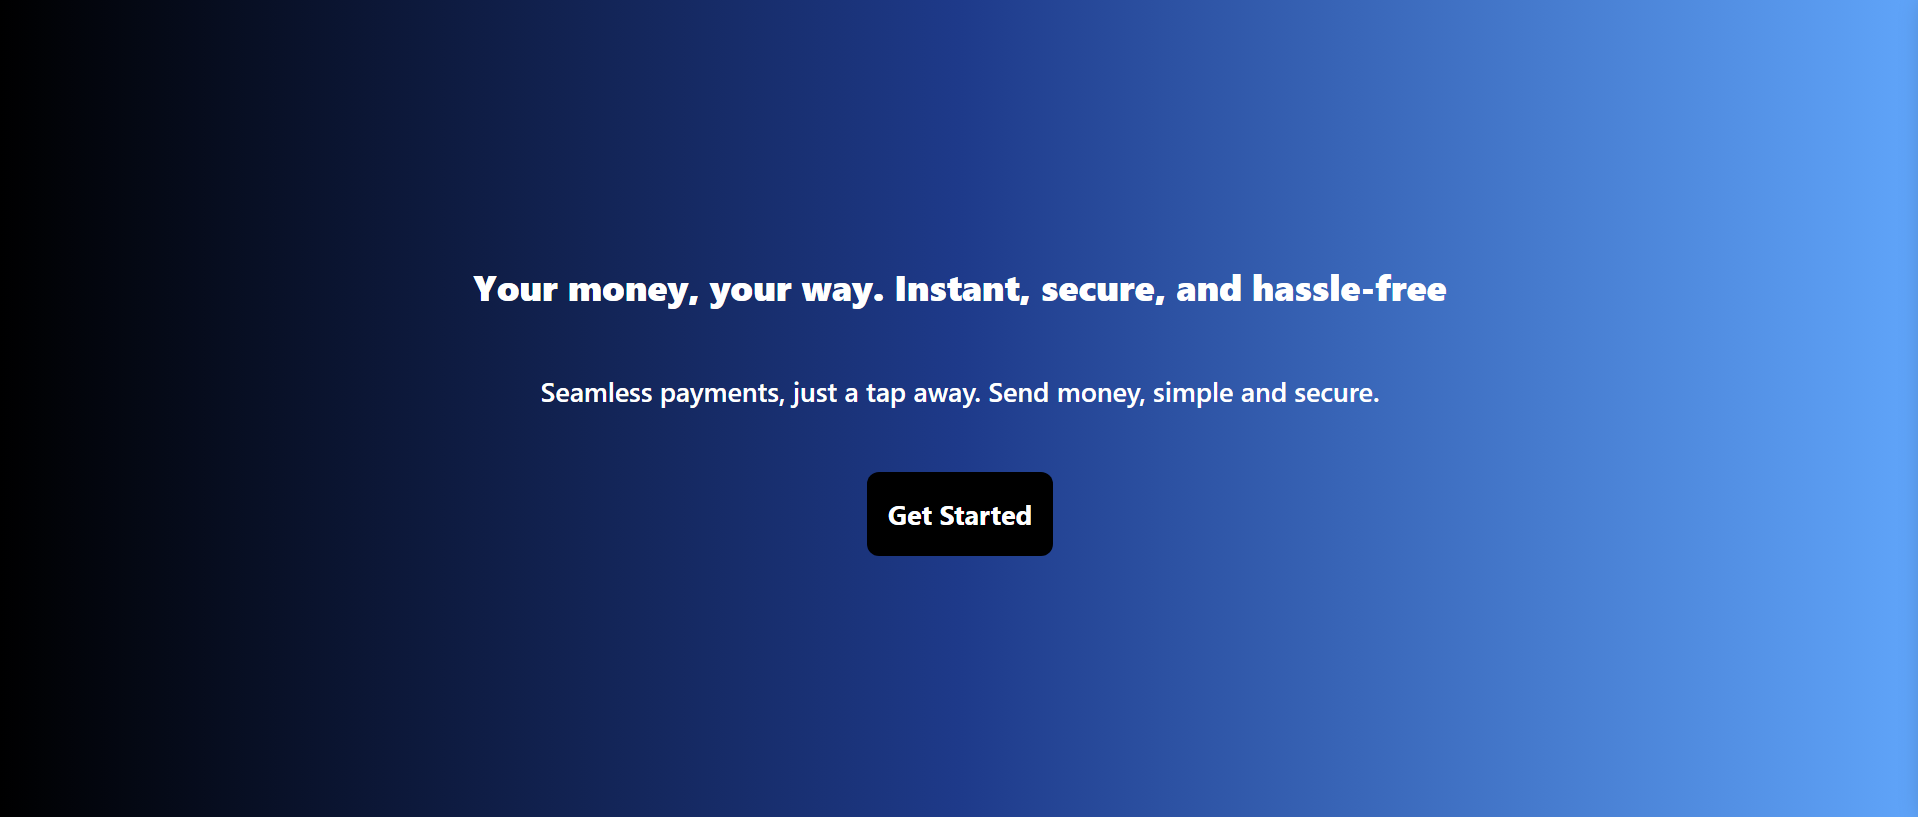 Your money, your way. Instant, secure, and hassle-free
Seamless payments, just a tap away. Send money, simple and secure.
Get Started